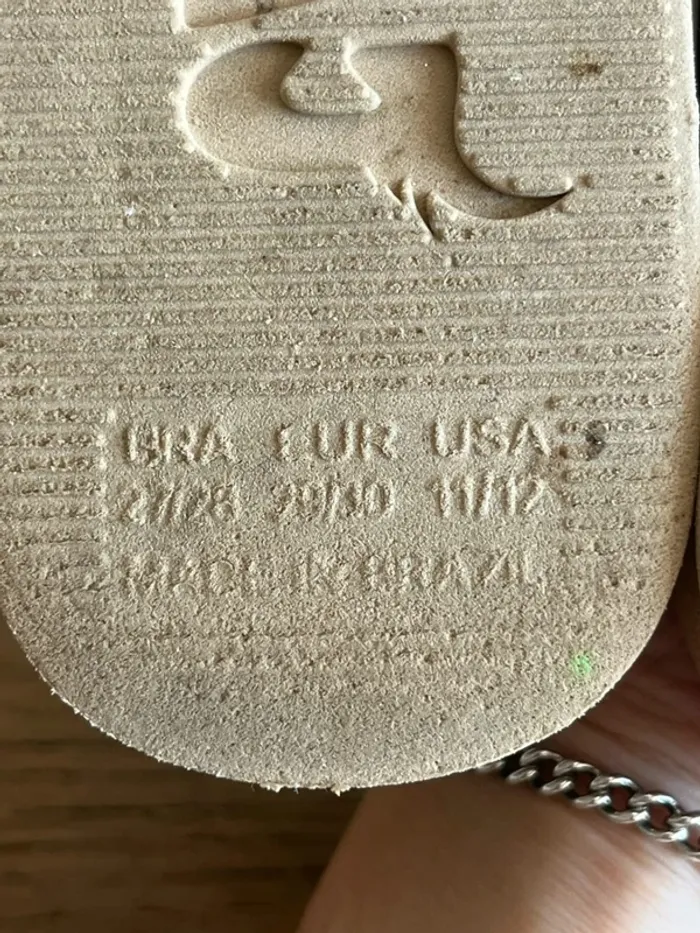 BRA EUR USA
27/28 29/30 11/12
MADE IN BRAZIL